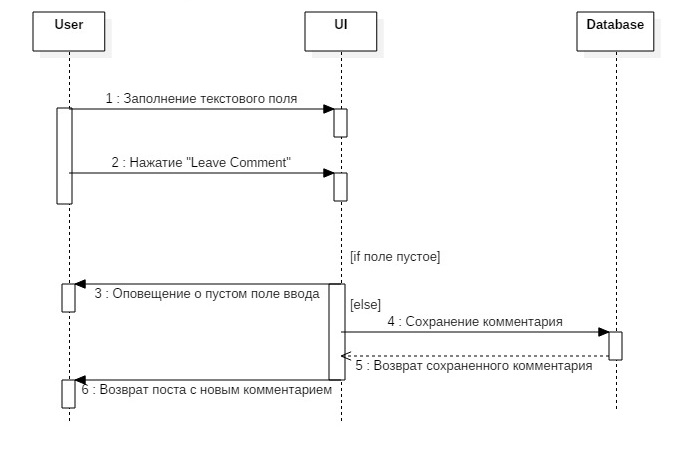 User
UI
Database
1 : Заполнение текстового поля
2 : Нажатие "Leave Comment"
[if поле пустое]
3 : Оповещение о пустом поле ввода
[else]
4 : Сохранение комментария
5 : Возврат сохраненного комментария
6 : Возврат поста с новым комментарием